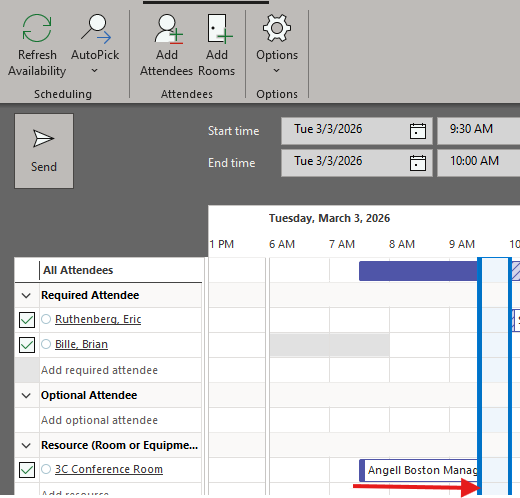 Refresh Availability
AutoPick
Add Attendees
Add Rooms
Options
Scheduling
Attendees
Options
Send
Start time
Tue 3/3/2026
9:30 AM
End time
Tue 3/3/2026
10:00 AM
Tuesday, March 3, 2026
1 PM
6 AM
7 AM
8 AM
9 AM
10
All Attendees
Required Attendee
Ruthenberg, Eric
Bille, Brian
Add required attendee
Optional Attendee
Add optional attendee
Resource (Room or Equipme...
3C Conference Room
Angell Boston Manag
Add resource